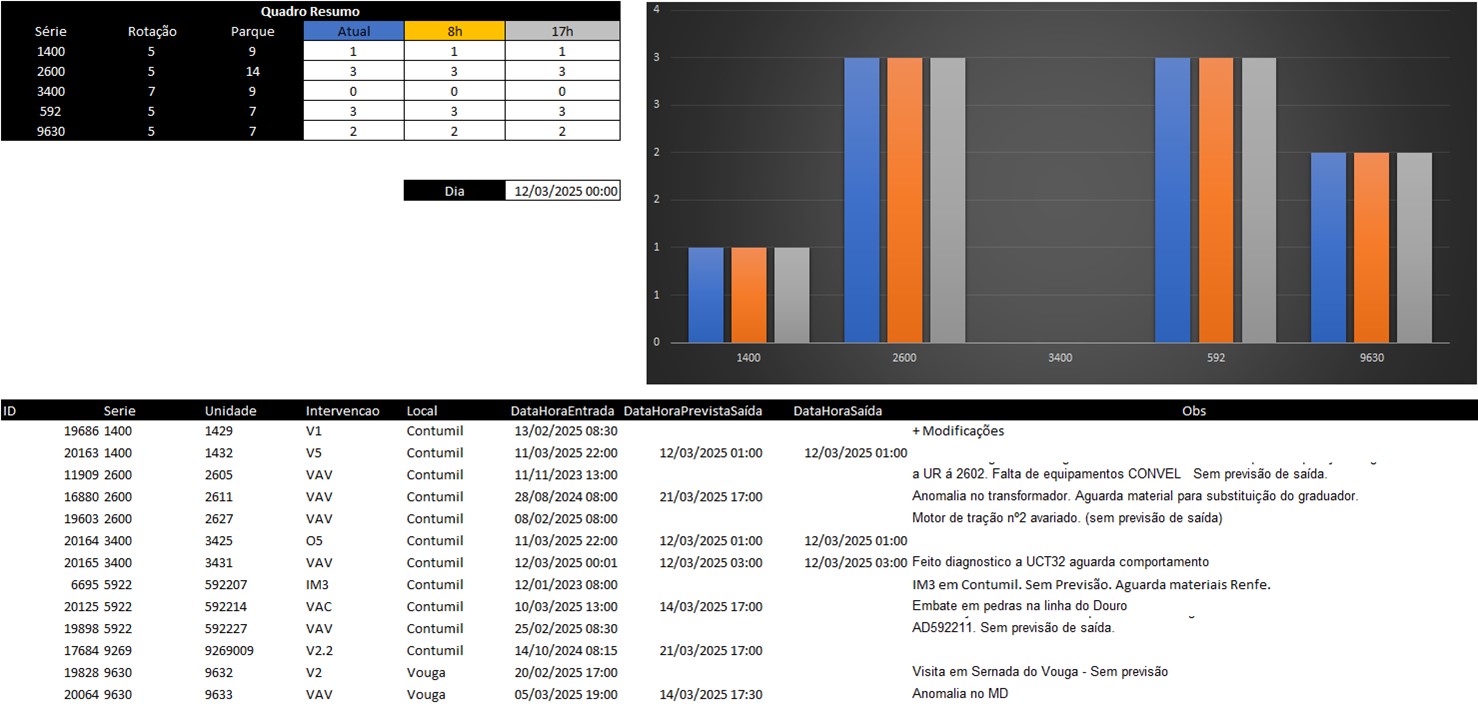 Quadro Resumo
Série Rotação Parque Atual 8h 17h
1400 5 9 1 1 1
2600 5 14 3 3 3
3400 7 9 0 0 0
592 5 7 3 3 3
9630 5 7 2 2 2
Dia 12/03/2025 00:00
4
3
3
2
2
1
1
0
1400 2600 3400 592 9630
ID Serie Unidade Intervencao Local DataHoraEntrada DataHoraPrevistaSaída DataHoraSaída Obs
19686 1400 1429 V1 Contumil 13/02/2025 08:30 + Modificações
20163 1400 1432 V5 Contumil 11/03/2025 22:00 12/03/2025 01:00 12/03/2025 01:00
11909 2600 2605 VAV Contumil 11/11/2023 13:00 a UR á 2602. Falta de equipamentos CONVEL Sem previsão de saída.
16880 2600 2611 VAV Contumil 28/08/2024 08:00 21/03/2025 17:00 Anomalia no transformador. Aguarda material para substituição do graduador.
19603 2600 2627 VAV Contumil 08/02/2025 08:00 Motor de tração nº2 avariado. (sem previsão de saída)
20164 3400 3425 O5 Contumil 11/03/2025 22:00 12/03/2025 01:00 12/03/2025 01:00
20165 3400 3431 VAV Contumil 12/03/2025 00:01 12/03/2025 03:00 12/03/2025 03:00 Feito diagnostico a UCT32 aguarda comportamento
6695 5922 592207 IM3 Contumil 12/01/2023 08:00 IM3 em Contumil. Sem Previsão. Aguarda materiais Renfe.
20125 5922 592214 VAC Contumil 10/03/2025 13:00 14/03/2025 17:00 Embate em pedras na linha do Douro
19898 5922 592227 VAV Contumil 25/02/2025 08:30 AD592211. Sem previsão de saída.
17684 9269 9269009 V2.2 Contumil 14/10/2024 08:15 21/03/2025 17:00
19828 9630 9632 V2 Vouga 20/02/2025 17:00 Visita em Sernada do Vouga - Sem previsão
20064 9630 9633 VAV Vouga 05/03/2025 19:00 14/03/2025 17:30 Anomalia no MD